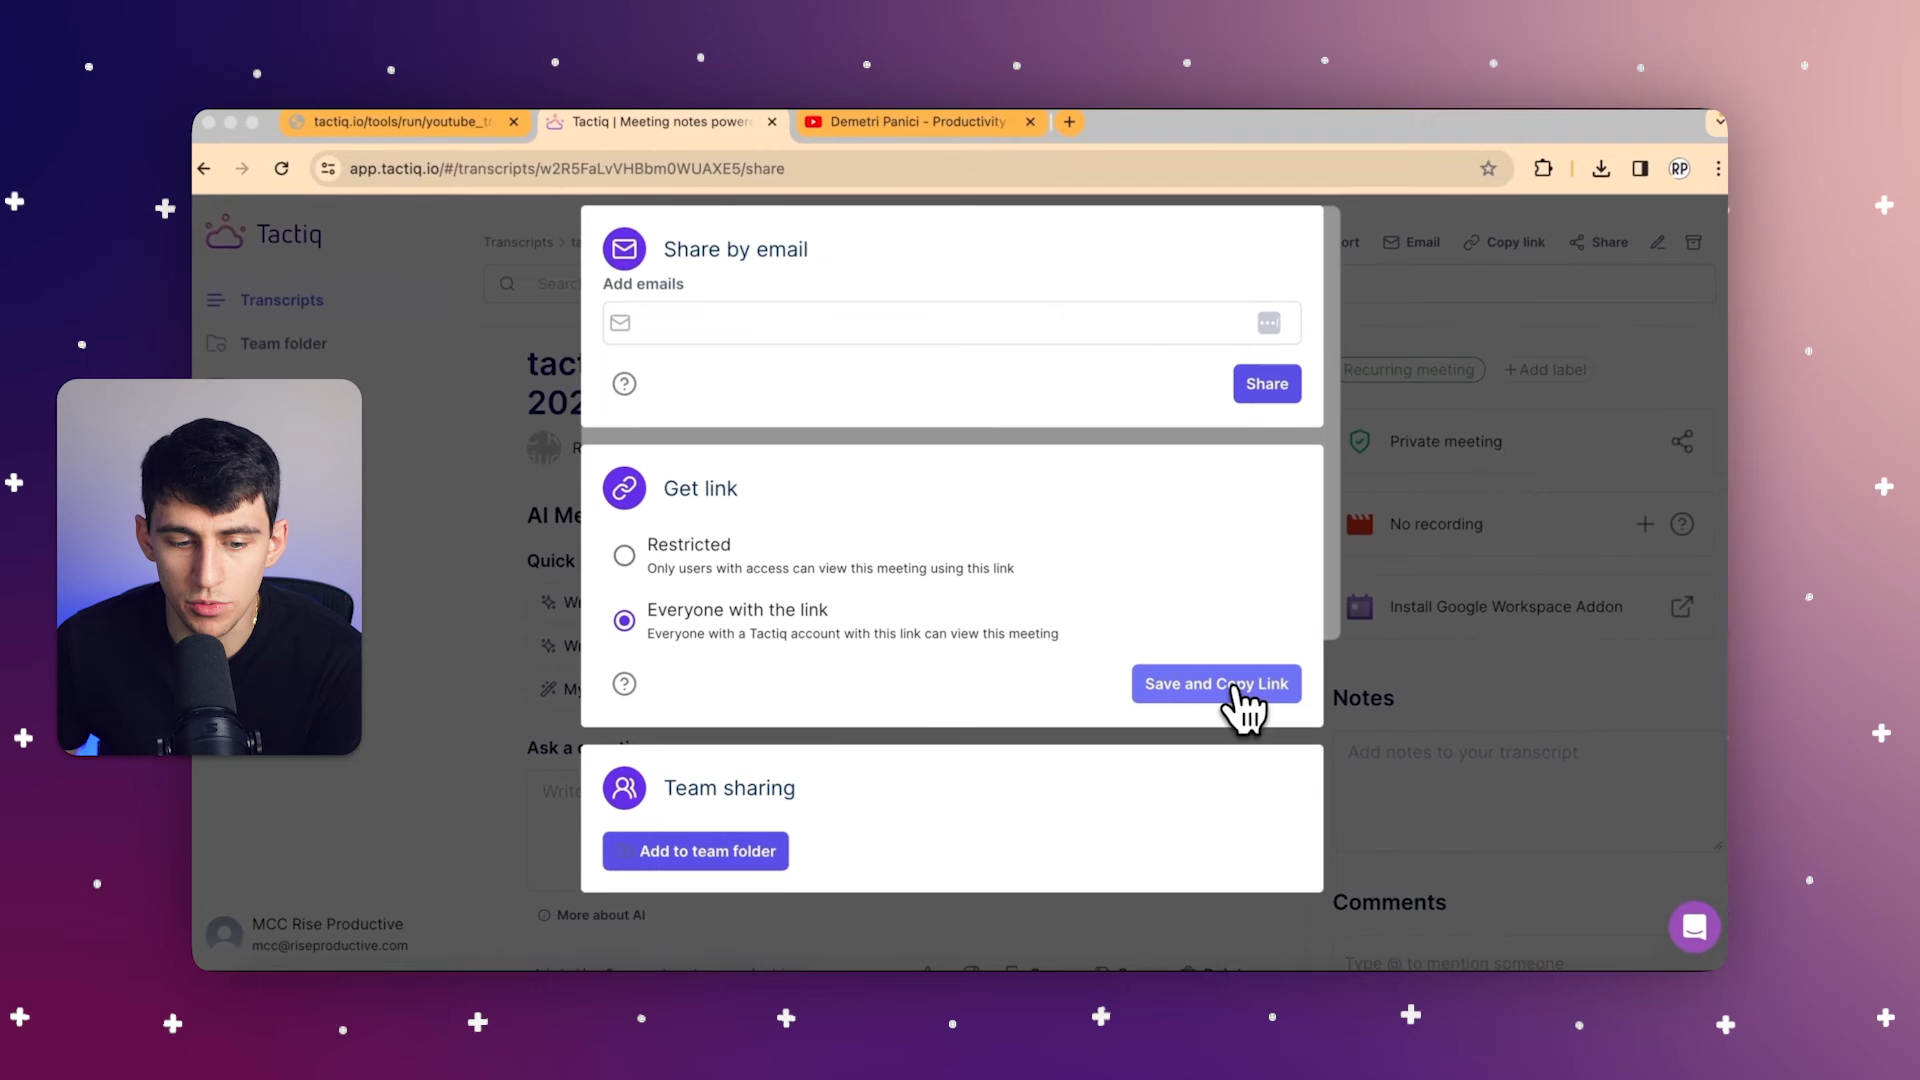 tactiq.io/tools/run/youtube_tr
Tactiq | Meeting notes power
Demetri Panici - Productivity
app.tactiq.io/#/transcripts/w2R5FaLvVHBbm0WUAXE5/share
RP
Tactiq
Transcripts
Team folder
Transcripts >
Email
Copy link
Share
Share by email
Add emails
Share
Recurring meeting
+ Add label
Private meeting
No recording
Install Google Workspace Addon
Get link
Restricted
Only users with access can view this meeting using this link
Everyone with the link
Everyone with a Tactiq account with this link can view this meeting
Save and Copy Link
Quick
Ask a
Team sharing
Add to team folder
More about AI
Notes
Add notes to your transcript
Comments
Type @ to mention someone
MCC Rise Productive
mcc@riseproductive.com